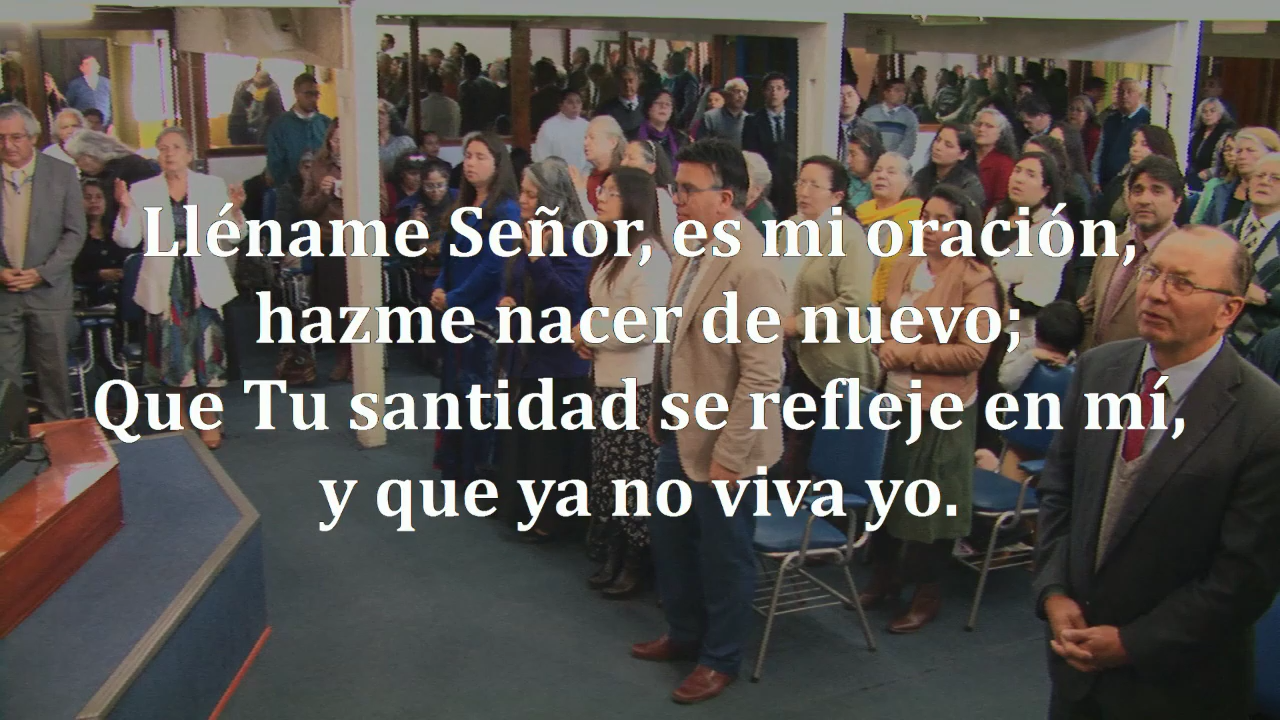 Lléname Señor, es mi oración,
hazme nacer de nuevo;
Que Tu santidad se refleje en mí,
y que ya no viva yo.